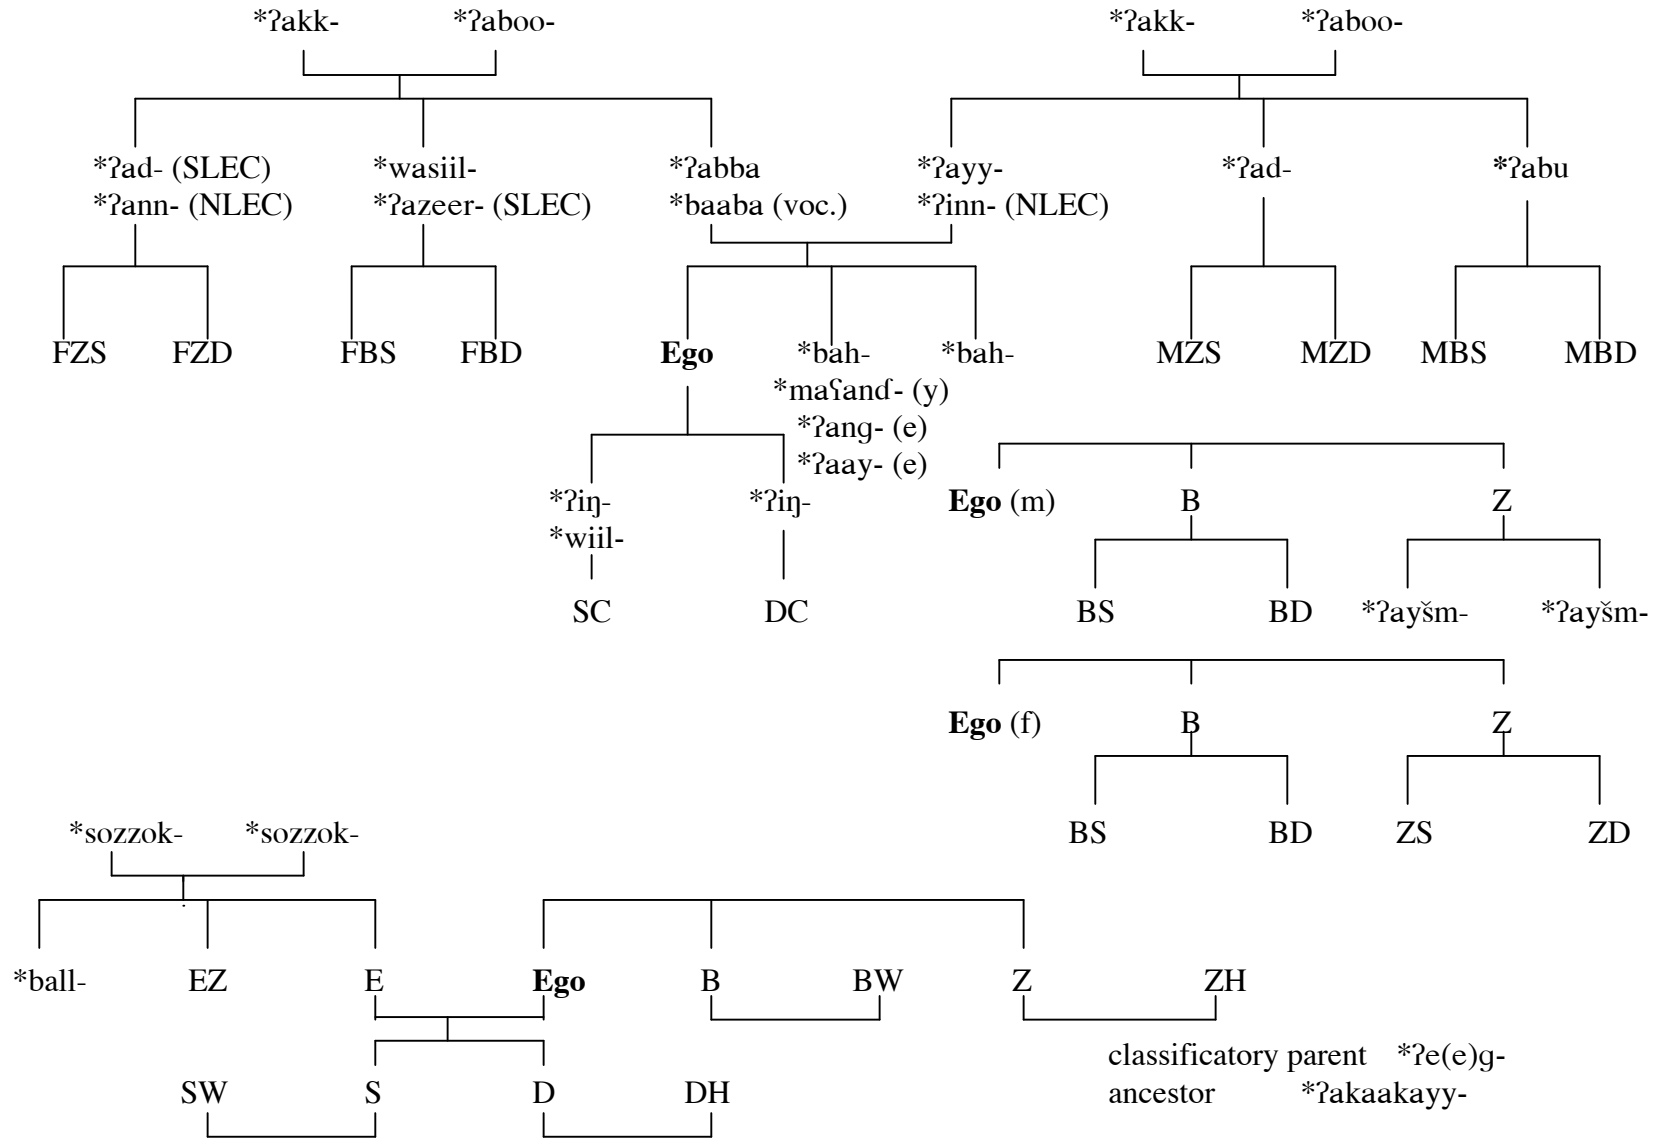 *ʔakk- *ʔaboo- *ʔakk- *ʔaboo-
*ʔad- (SLEC) *wasiil- *ʔabba *ʔayy- *ʔad- *ʔabu
*ʔann- (NLEC) *ʔazeer- (SLEC) *baaba (voc.) *ʔinn- (NLEC)
FZS FZD FBS FBD Ego *bah- *bah- MZS MZD MBS MBD
*maʕanɗ- (y)
*ʔang- (e)
*ʔaay- (e)
*ʔiŋ- *ʔiŋ- Ego (m) B Z
*wiil-
SC DC BS BD *ʔayšm- *ʔayšm-
Ego (f) B Z
*sozzok- *sozzok- BS BD ZS ZD
*ball- EZ E Ego B BW Z ZH
classificatory parent *ʔe(e)g-
SW S D DH ancestor *ʔakaakayy-